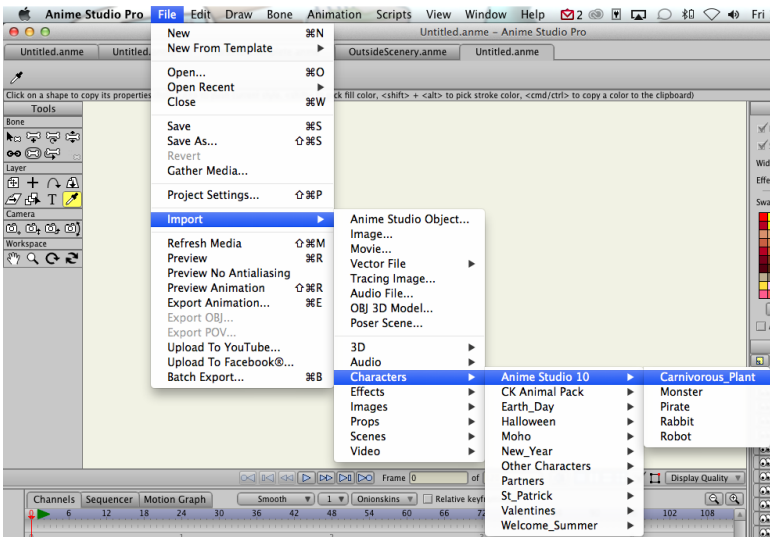 Anime Studio Pro File Edit Draw Bone Animation Scripts View Window Help 2 Fri
Untitled.anme – Anime Studio Pro
Untitled.anme Untitled. OutsideScenery.anme Untitled.anme
New ⌘N
New From Template
Open... ⌘O
Open Recent
Close ⌘W
Save ⌘S
Save As... ⇧⌘S
Revert
Gather Media...
Project Settings... ⇧⌘P
Import
Refresh Media ⇧⌘M
Preview ⌘R
Preview No Antialiasing
Preview Animation ⇧⌘R
Export Animation... ⌘E
Export OBJ...
Export POV...
Upload To YouTube...
Upload To Facebook®...
Batch Export... ⌘B
Click on a shape to copy its properties ck fill color, <shift> + <alt> to pick stroke color, <cmd/ctrl> to copy a color to the clipboard)
Tools
Bone
Layer
T
Camera
Workspace
Anime Studio Object...
Image...
Movie...
Vector File
Tracing Image...
Audio File...
OBJ 3D Model...
Poser Scene...
3D
Audio
Characters
Effects
Images
Props
Scenes
Video
Anime Studio 10
CK Animal Pack
Earth_Day
Halloween
Moho
New_Year
Other Characters
Partners
St_Patrick
Valentines
Welcome_Summer
Carnivorous_Plant
Monster
Pirate
Rabbit
Robot
Wid
Effe
Swa
Frame 0 of Display Quality
Channels Sequencer Motion Graph Smooth 1 Onionskins Relative keyfr
6 12 18 24 30 36 42 48 54 60 66 72 102 108
1 2